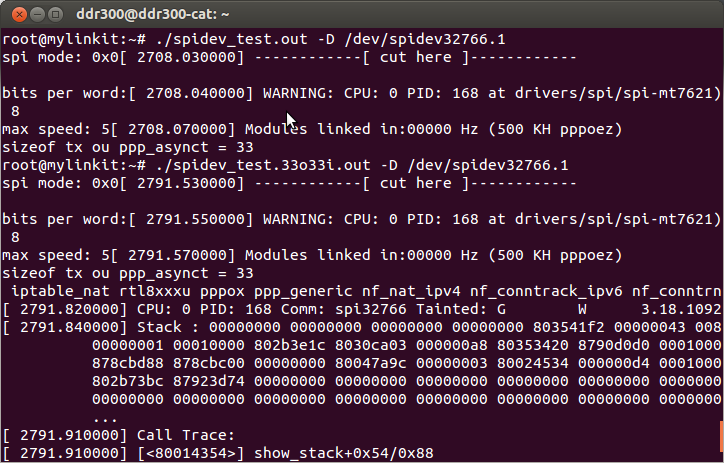 ddr300@ddr300-cat: ~
root@mylinkit:~# ./spidev_test.out -D /dev/spidev32766.1
spi mode: 0x0[ 2708.030000] ------------[ cut here ]------------
bits per word:[ 2708.040000] WARNING: CPU: 0 PID: 168 at drivers/spi/spi-mt7621)
8
max speed: 5[ 2708.070000] Modules linked in:00000 Hz (500 KH pppoez)
sizeof tx ou ppp_asynct = 33
root@mylinkit:~# ./spidev_test.33o33i.out -D /dev/spidev32766.1
spi mode: 0x0[ 2791.530000] ------------[ cut here ]------------
bits per word:[ 2791.550000] WARNING: CPU: 0 PID: 168 at drivers/spi/spi-mt7621)
8
max speed: 5[ 2791.570000] Modules linked in:00000 Hz (500 KH pppoez)
sizeof tx ou ppp_asynct = 33
iptable_nat rtl8xxxu pppox ppp_generic nf_nat_ipv4 nf_conntrack_ipv6 nf_conntrn
[ 2791.820000] CPU: 0 PID: 168 Comm: spi32766 Tainted: G        W      3.18.1092
[ 2791.840000] Stack : 00000000 00000000 00000000 00000000 803541f2 00000043 008
00000001 00010000 802b3e1c 8030ca03 000000a8 80353420 8790d0d0 0001000
878cbd88 878cbc00 00000000 80047a9c 00000003 80024534 000000d4 0001000
802b73bc 87923d74 00000000 00000000 00000000 00000000 00000000 0000000
00000000 00000000 00000000 00000000 00000000 00000000 00000000 0000000
...
[ 2791.910000] Call Trace:
[ 2791.910000] [<80014354>] show_stack+0x54/0x88